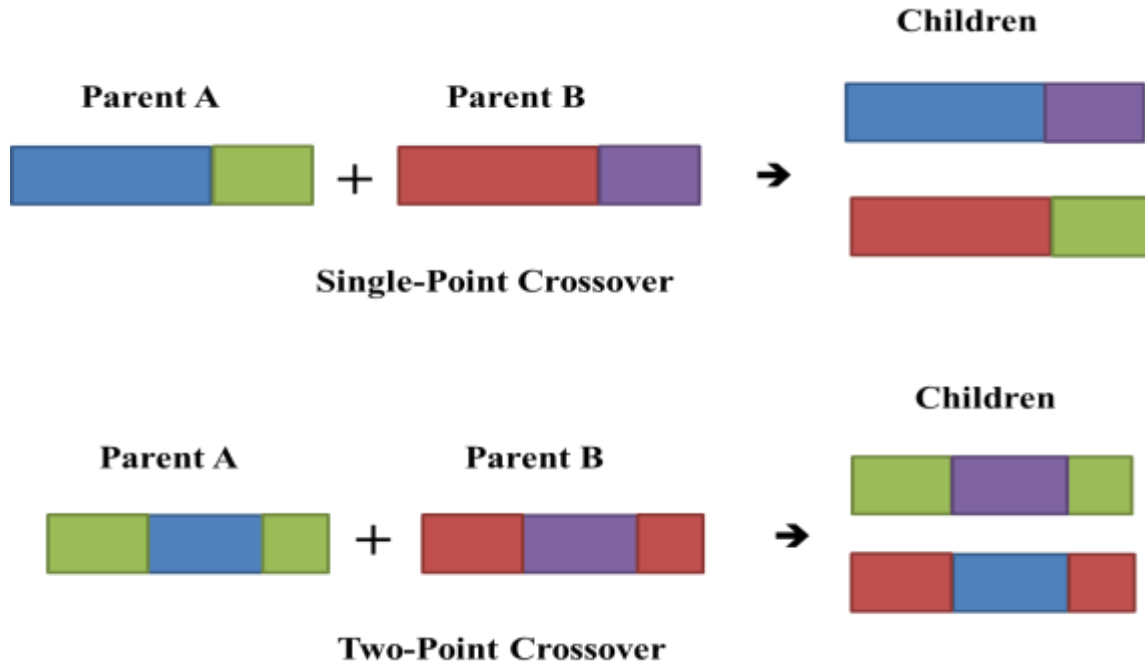 Children
Parent A
Parent B
+
➔
Single-Point Crossover
Children
Parent A
Parent B
+
➔
Two-Point Crossover